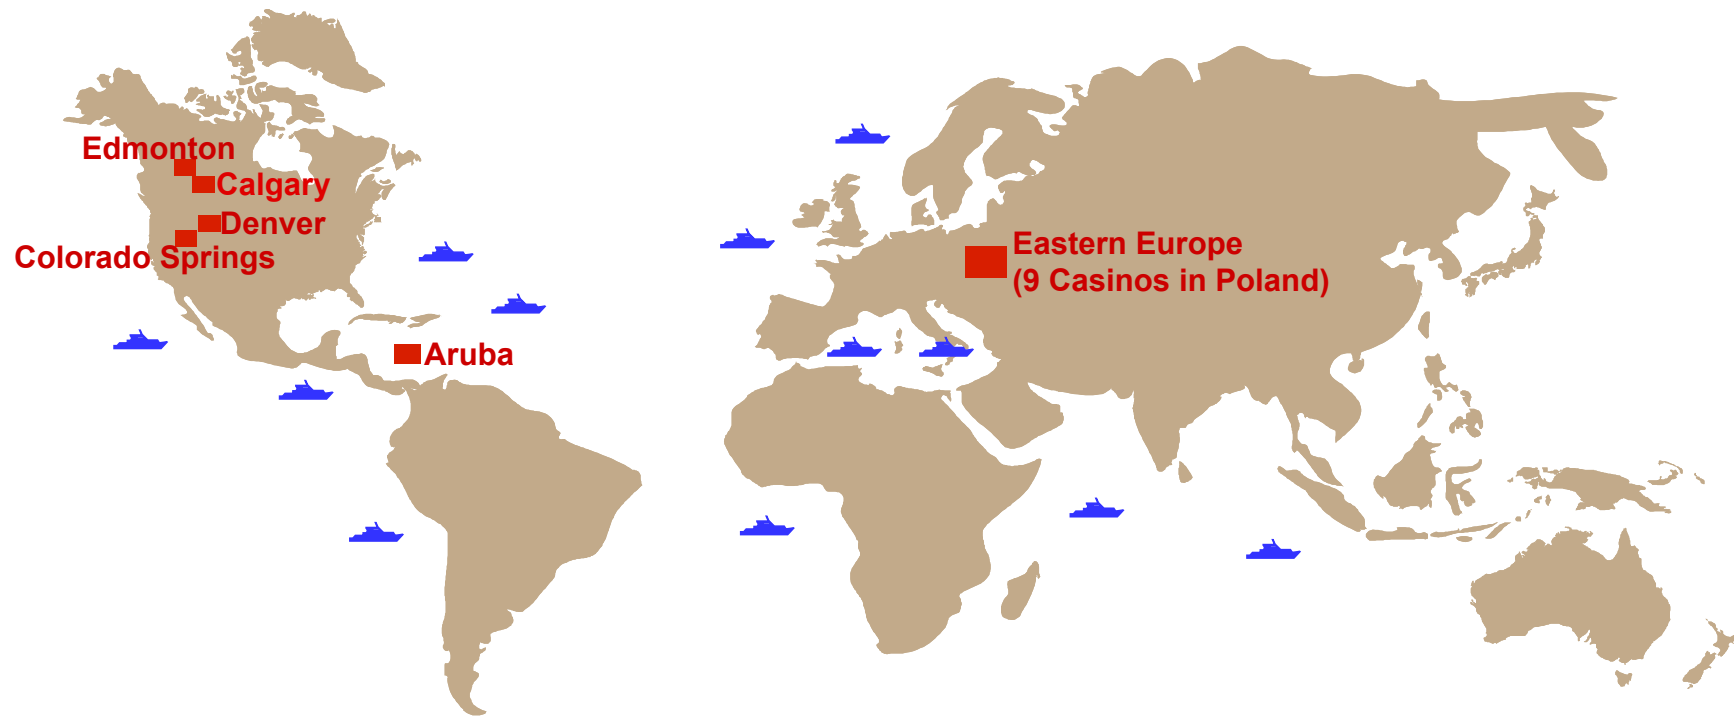 Edmonton
Calgary
Denver
Colorado Springs
Eastern Europe
(9 Casinos in Poland)
Aruba